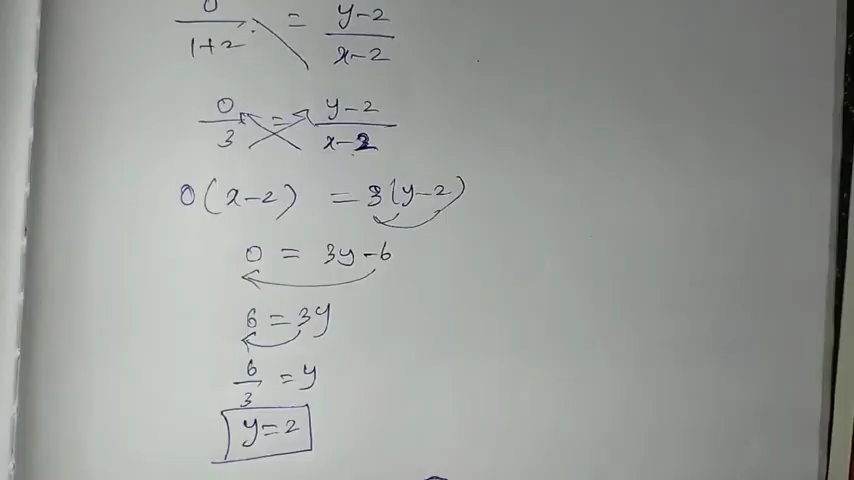 0/1+2 = y-2/x-2
0/3 = y-2/x-2
0(x-2) = 3(y-2)
0 = 3y-6
6 = 3y
6/3 = y
y=2